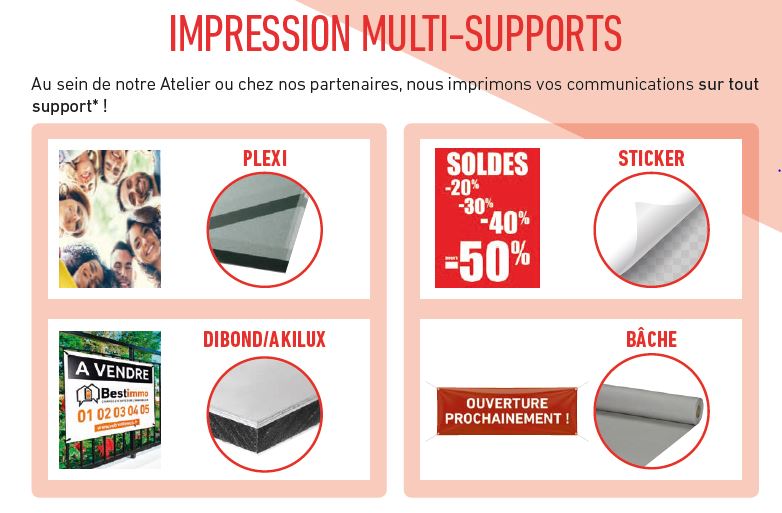 IMPRESSION MULTI-SUPPORTS
Au sein de notre Atelier ou chez nos partenaires, nous imprimons vos communications sur tout
support* !
PLEXI
SOLDES
-20%
-30%
-40%
-50%
STICKER
A VENDRE
Bestimmo
01 02 03 04 05
DIBOND/AKILUX
OUVERTURE
PROCHAINEMENT !
BÂCHE